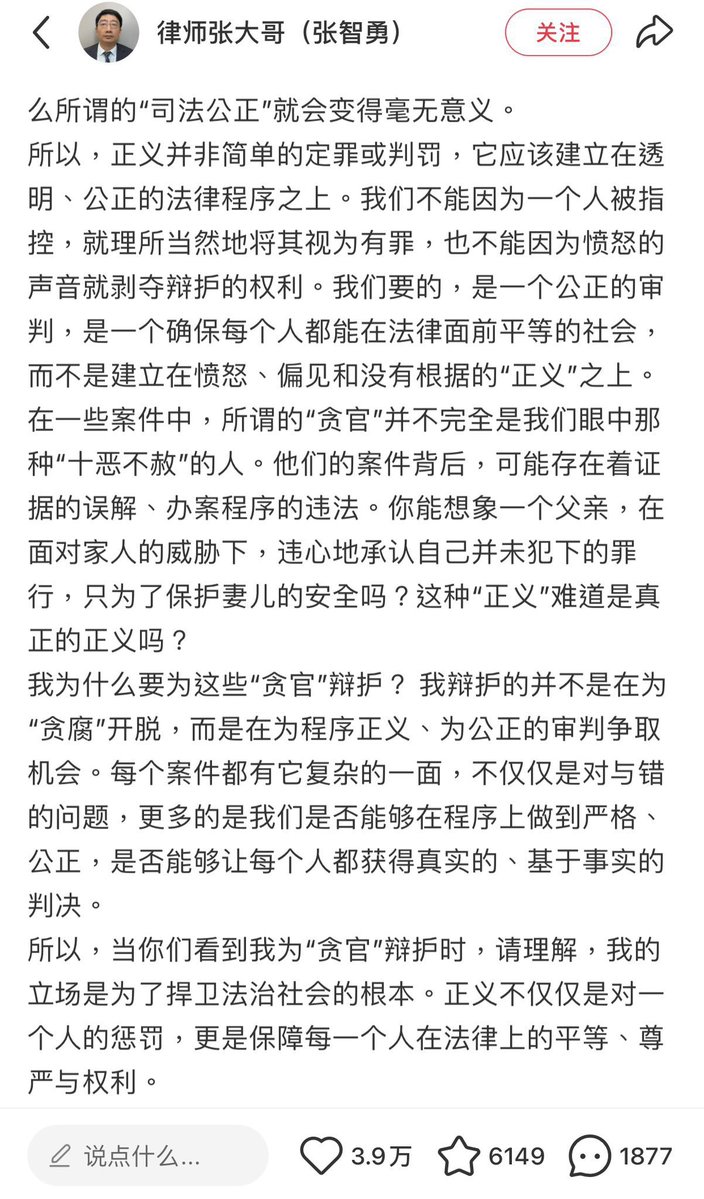 律师张大哥（张智勇）
关注
么所谓的“司法公正”就会变得毫无意义。
所以，正义并非简单的定罪或判罚，它应该建立在透
明、公正的法律程序之上。我们不能因为一个人被指
控，就理所当然地将其视为有罪，也不能因为愤怒的
声音就剥夺辩护的权利。我们要的，是一个公正的审
判，是一个确保每个人都能在法律面前平等的社会，
而不是建立在愤怒、偏见和没有根据的“正义”之上。
在一些案件中，所谓的“贪官”并不完全是我们眼中那
种“十恶不赦”的人。他们的案件背后，可能存在着证
据的误解、办案程序的违法。你能想象一个父亲，在
面对家人的威胁下，违心地承认自己并未犯下的罪
行，只为了保护妻儿的安全吗？这种“正义”难道是真
正的正义吗？
我为什么要为这些“贪官”辩护？ 我辩护的并不是在为
“贪腐”开脱，而是在为程序正义、为公正的审判争取
机会。每个案件都有它复杂的一面，不仅仅是对与错
的问题，更多的是我们是否能够在程序上做到严格、
公正，是否能够让每个人都获得真实的、基于事实的
判决。
所以，当你们看到我为“贪官”辩护时，请理解，我的
立场是为了捍卫法治社会的根本。正义不仅仅是对一
个人的惩罚，更是保障每一个人在法律上的平等、尊
严与权利。
说点什么...
3.9万
6149
1877